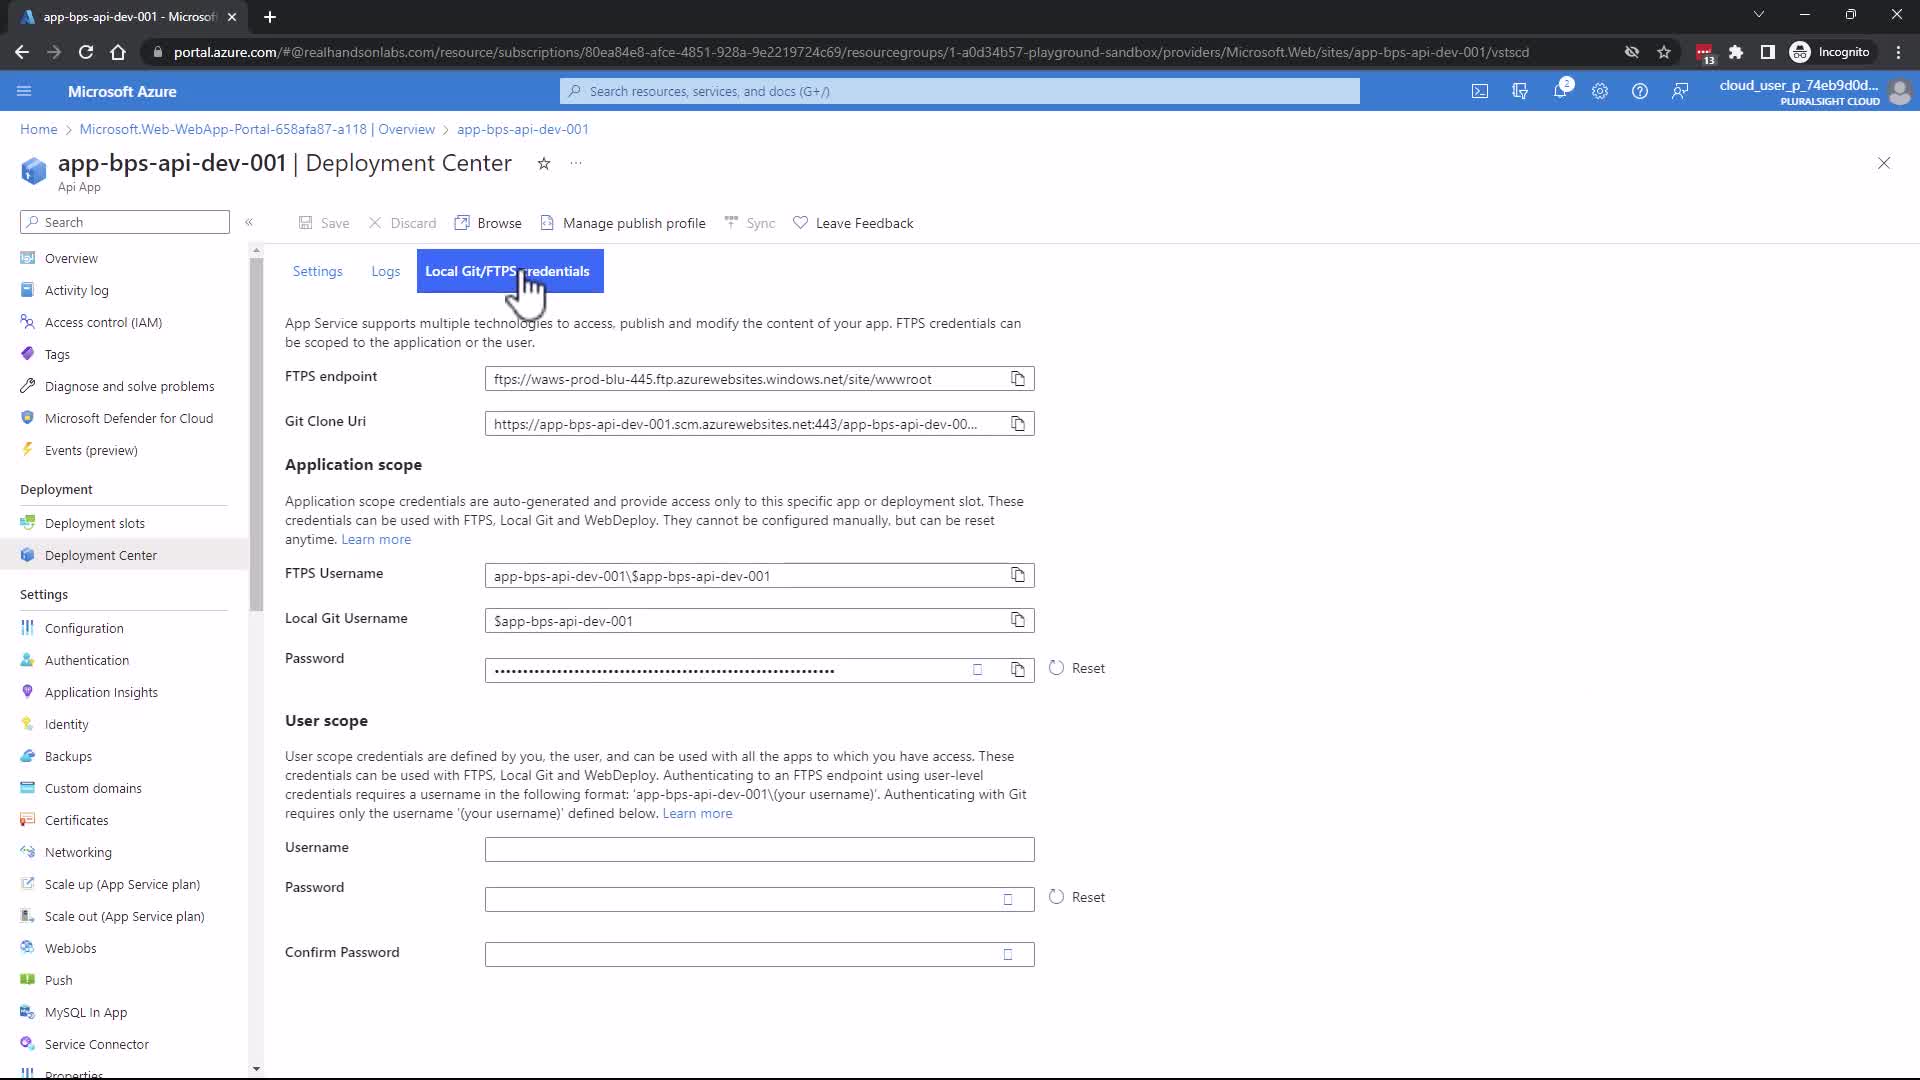 app-bps-api-dev-001 - Microsoft
portal.azure.com/#@realhandsonlabs.com/resource/subscriptions/80ea84e8-afce-4851-928a-9e2219724c69/resourcegroups/1-a0d34b57-playground-sandbox/providers/Microsoft.Web/sites/app-bps-api-dev-001/vstscd
13
Incognito
Microsoft Azure
Search resources, services, and docs (G+/)
2
cloud_user_p_74eb9d0d...
PLURALSIGHT CLOUD
Home > Microsoft.Web-WebApp-Portal-658afa87-a118 | Overview > app-bps-api-dev-001
app-bps-api-dev-001 | Deployment Center
Api App
Search
Save
Discard
Browse
Manage publish profile
Sync
Leave Feedback
Overview
Activity log
Access control (IAM)
Tags
Diagnose and solve problems
Microsoft Defender for Cloud
Events (preview)
Deployment
Deployment slots
Deployment Center
Settings
Configuration
Authentication
Application Insights
Identity
Backups
Custom domains
Certificates
Networking
Scale up (App Service plan)
Scale out (App Service plan)
WebJobs
Push
MySQL In App
Service Connector
Properties
Settings
Logs
Local Git/FTPS credentials
App Service supports multiple technologies to access, publish and modify the content of your app. FTPS credentials can
be scoped to the application or the user.
FTPS endpoint
ftps://waws-prod-blu-445.ftp.azurewebsites.windows.net/site/wwwroot
Git Clone Uri
https://app-bps-api-dev-001.scm.azurewebsites.net:443/app-bps-api-dev-00...
Application scope
Application scope credentials are auto-generated and provide access only to this specific app or deployment slot. These
credentials can be used with FTPS, Local Git and WebDeploy. They cannot be configured manually, but can be reset
anytime. Learn more
FTPS Username
app-bps-api-dev-001\$app-bps-api-dev-001
Local Git Username
$app-bps-api-dev-001
Password
Reset
User scope
User scope credentials are defined by you, the user, and can be used with all the apps to which you have access. These
credentials can be used with FTPS, Local Git and WebDeploy. Authenticating to an FTPS endpoint using user-level
credentials requires a username in the following format: 'app-bps-api-dev-001\(your username)'. Authenticating with Git
requires only the username '(your username)' defined below. Learn more
Username
Password
Reset
Confirm Password